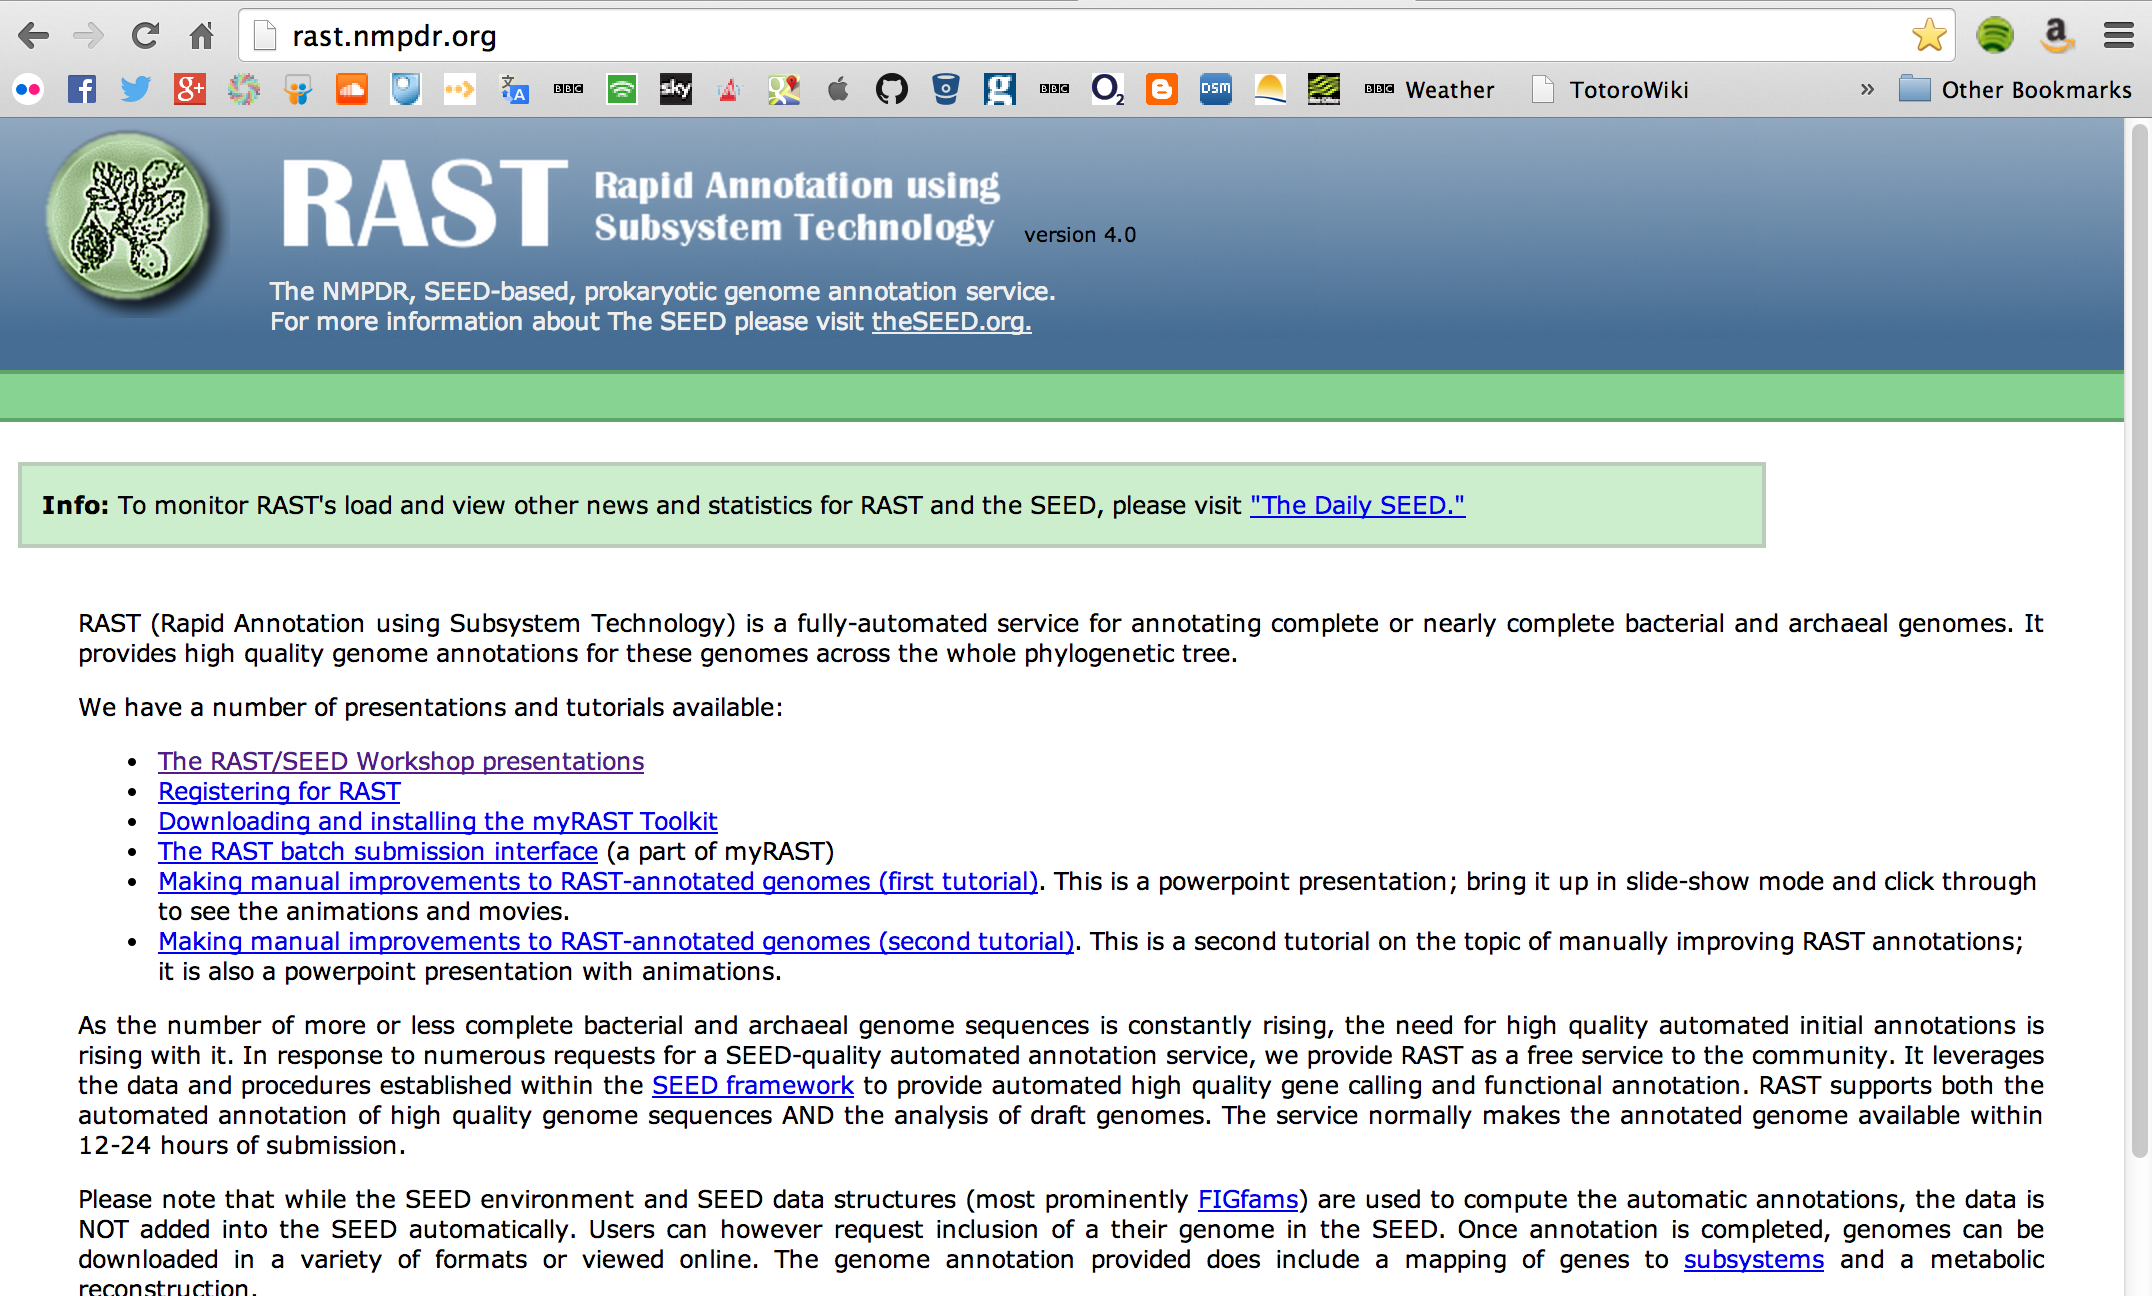 rast.nmpdr.org
BBC
sky
BBC
O2
DSM
BBC Weather
TotoroWiki
»
Other Bookmarks
RAST
Rapid Annotation using
Subsystem Technology
version 4.0
The NMPDR, SEED-based, prokaryotic genome annotation service.
For more information about The SEED please visit theSEED.org.
Info: To monitor RAST's load and view other news and statistics for RAST and the SEED, please visit "The Daily SEED."
RAST (Rapid Annotation using Subsystem Technology) is a fully-automated service for annotating complete or nearly complete bacterial and archaeal genomes. It
provides high quality genome annotations for these genomes across the whole phylogenetic tree.
We have a number of presentations and tutorials available:
• The RAST/SEED Workshop presentations
• Registering for RAST
• Downloading and installing the myRAST Toolkit
• The RAST batch submission interface (a part of myRAST)
• Making manual improvements to RAST-annotated genomes (first tutorial). This is a powerpoint presentation; bring it up in slide-show mode and click through
to see the animations and movies.
• Making manual improvements to RAST-annotated genomes (second tutorial). This is a second tutorial on the topic of manually improving RAST annotations;
it is also a powerpoint presentation with animations.
As the number of more or less complete bacterial and archaeal genome sequences is constantly rising, the need for high quality automated initial annotations is
rising with it. In response to numerous requests for a SEED-quality automated annotation service, we provide RAST as a free service to the community. It leverages
the data and procedures established within the SEED framework to provide automated high quality gene calling and functional annotation. RAST supports both the
automated annotation of high quality genome sequences AND the analysis of draft genomes. The service normally makes the annotated genome available within
12-24 hours of submission.
Please note that while the SEED environment and SEED data structures (most prominently FIGfams) are used to compute the automatic annotations, the data is
NOT added into the SEED automatically. Users can however request inclusion of a their genome in the SEED. Once annotation is completed, genomes can be
downloaded in a variety of formats or viewed online. The genome annotation provided does include a mapping of genes to subsystems and a metabolic
reconstruction.